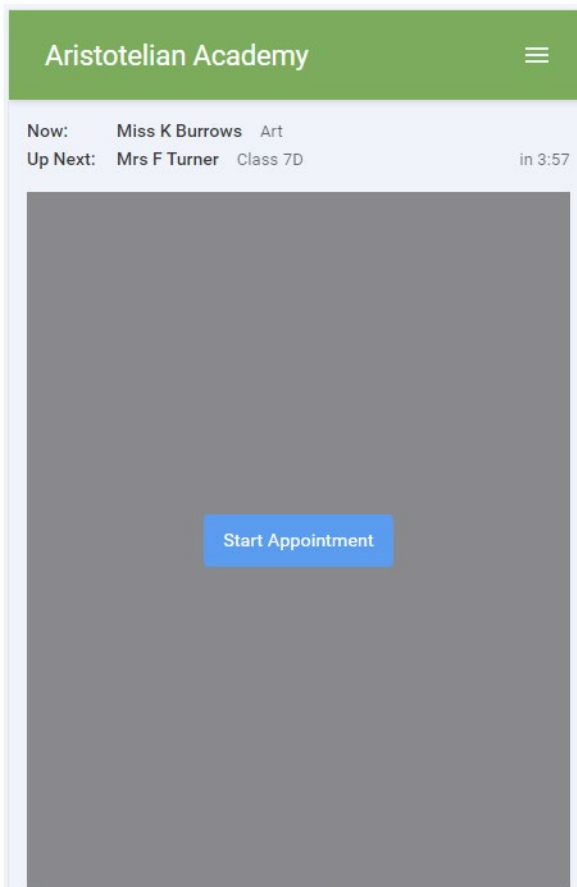 Aristotelian Academy
Now: Miss K Burrows Art
Up Next: Mrs F Turner Class 7D in 3:57
Start Appointment